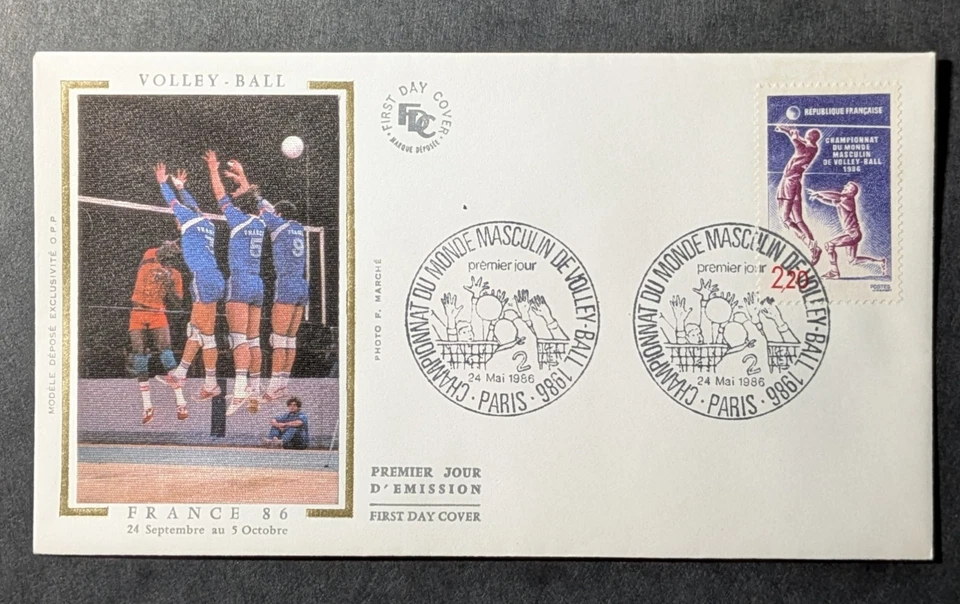 VOLLEY-BALL
MODÈLE DÉPOSÉ EXCLUSIVITÉ O.P.P
FRANCE
5
9
PHOTO P. MARCHÉ
FRANCE 86
24 Septembre au 5 Octobre
FIRST DAY COVER
FDC
MARQUE DÉPOSÉE
PREMIER JOUR
D'EMISSION
FIRST DAY COVER
CHAMPIONNAT DU MONDE MASCULIN DE VOLLEY-BALL 1986
premier jour
2
24 Mai 1986
PARIS
CHAMPIONNAT DU MONDE MASCULIN DE VOLLEY-BALL 1986
premier jour
2
24 Mai 1986
PARIS
RÉPUBLIQUE FRANÇAISE
CHAMPIONNAT
DU MONDE
MASCULIN
DE VOLLEY-BALL
1986
2,20
POSTES